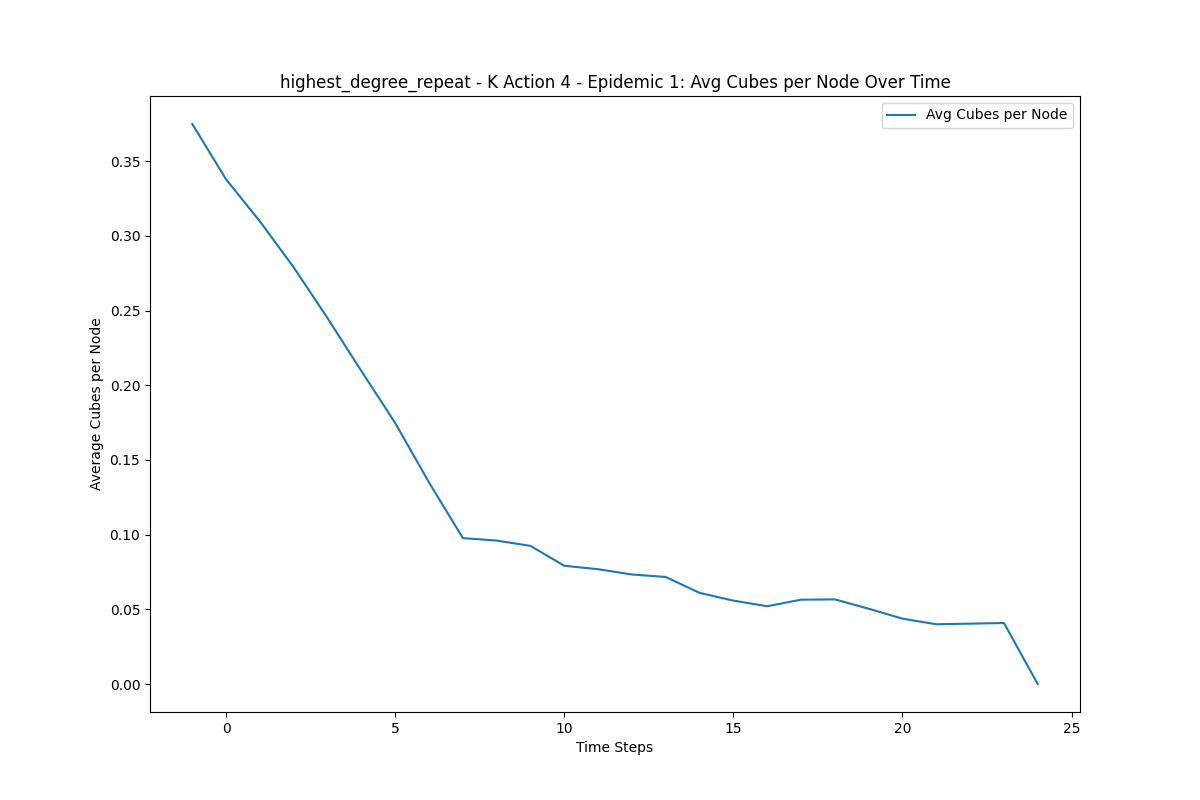 highest_degree_repeat - K Action 4 - Epidemic 1: Avg Cubes per Node Over Time
Avg Cubes per Node
Average Cubes per Node
0.35
0.30
0.25
0.20
0.15
0.10
0.05
0.00
0 5 10 15 20 25
Time Steps